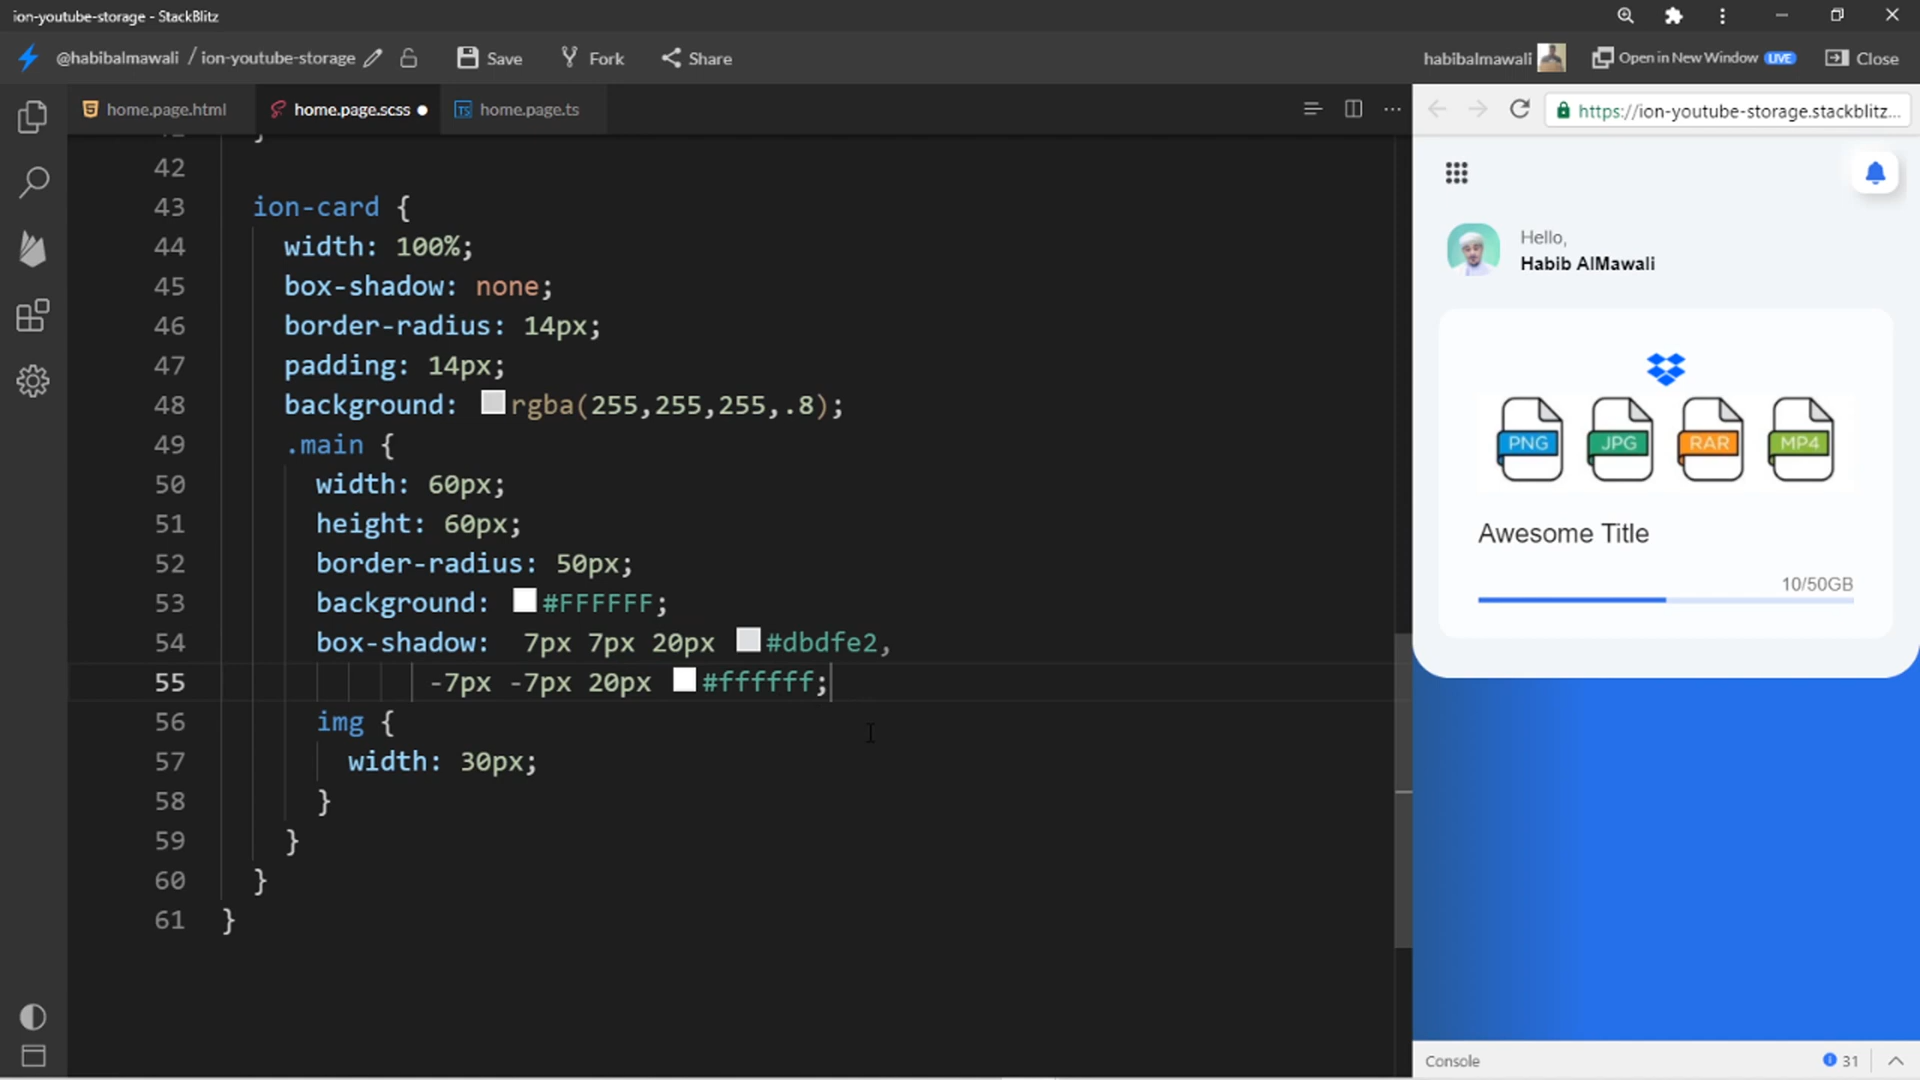 ion-youtube-storage - StackBlitz
@habibalmawali / ion-youtube-storage Save Fork Share habibalmawali Open in New Window LIVE Close
home.page.html home.page.scss home.page.ts https://ion-youtube-storage.stackblitz...
42
43 ion-card {
44 width: 100%;
45 box-shadow: none;
46 border-radius: 14px;
47 padding: 14px;
48 background: rgba(255,255,255,.8);
49 .main {
50 width: 60px;
51 height: 60px;
52 border-radius: 50px;
53 background: #FFFFFF;
54 box-shadow: 7px 7px 20px #dbdfe2,
55 -7px -7px 20px #ffffff;
56 img {
57 width: 30px;
58 }
59 }
60 }
61 }
Hello,
Habib AlMawali
PNG JPG RAR MP4
Awesome Title
10/50GB
Console 31